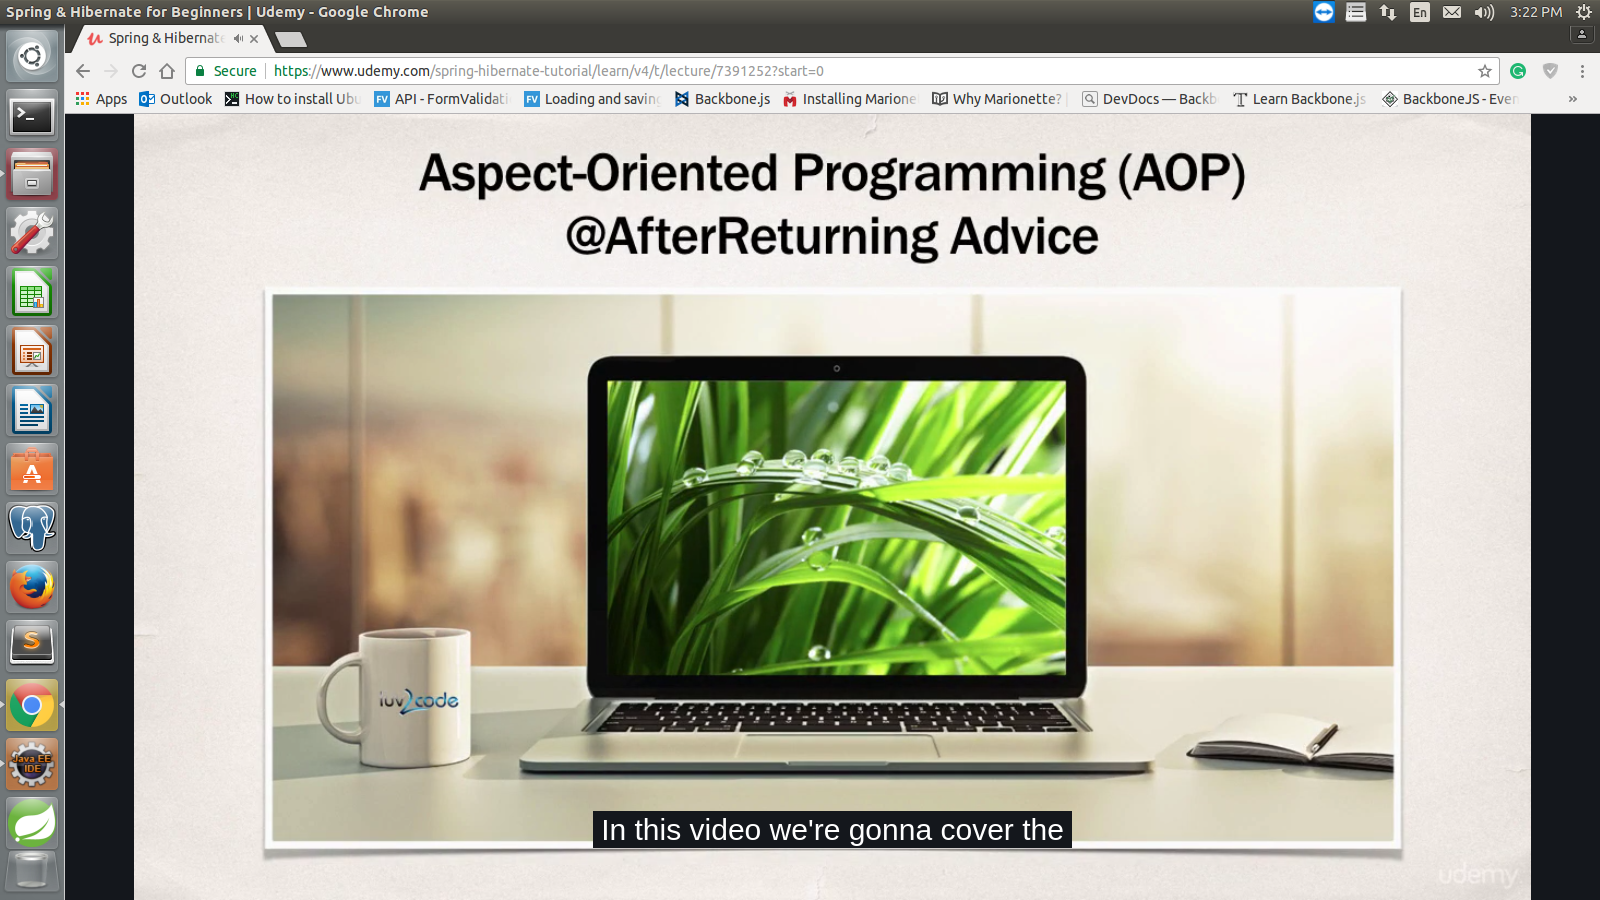 Spring & Hibernate for Beginners | Udemy - Google Chrome
En
3:22 PM
Spring & Hibernate
Secure
https://www.udemy.com/spring-hibernate-tutorial/learn/v4/t/lecture/7391252?start=0
Apps
Outlook
How to install Ubu
API - FormValidati
Loading and saving
Backbone.js
Installing Marione
Why Marionette?
DevDocs — Backb
Learn Backbone.js
BackboneJS - Even
»
Aspect-Oriented Programming (AOP)
@AfterReturning Advice
luv2code
Java EE
IDE
In this video we're gonna cover the
udemy